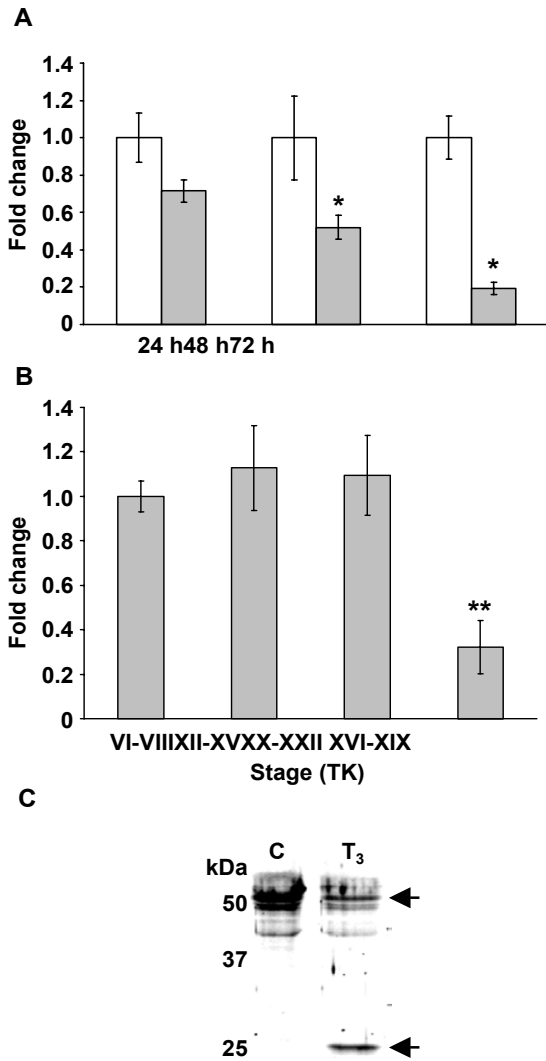 A
1.4
1.2
1.0
0.8
0.6
0.4
0.2
0
Fold change
*
*
24 h48 h72 h
B
1.4
1.2
1.0
0.8
0.6
0.4
0.2
0
Fold change
**
VI-VIIIXII-XVXX-XXII XVI-XIX
Stage (TK)
C
C T3
kDa
50
37
25